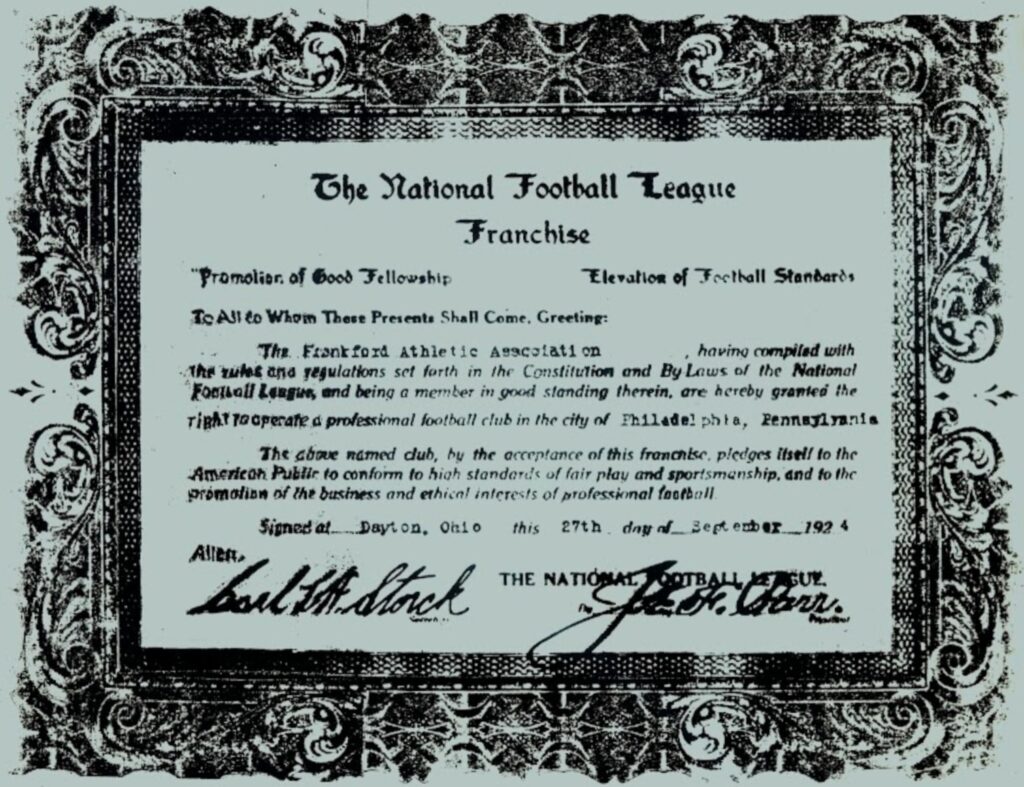 The National Football League
Franchise
"Promotion of Good Fellowship Elevation of Football Standards
To All to Whom These Presents Shall Come, Greeting:
The Frankford Athletic Association , having compiled with
the rules and regulations set forth in the Constitution and By-Laws of the National
Football League, and being a member in good standing therein, are hereby granted the
right to operate a professional football club in the city of Philadelphia, Pennsylvania
The above named club, by the acceptance of this franchise, pledges itself to the
American Public to conform to high standards of fair play and sportsmanship, and to the
promotion of the business and ethical interests of professional football.
Signed at Dayton, Ohio this 27th day of September 1924
Attest,
THE NATIONAL FOOTBALL LEAGUE.
Carl L. Storck By Joe F. Carr.
President